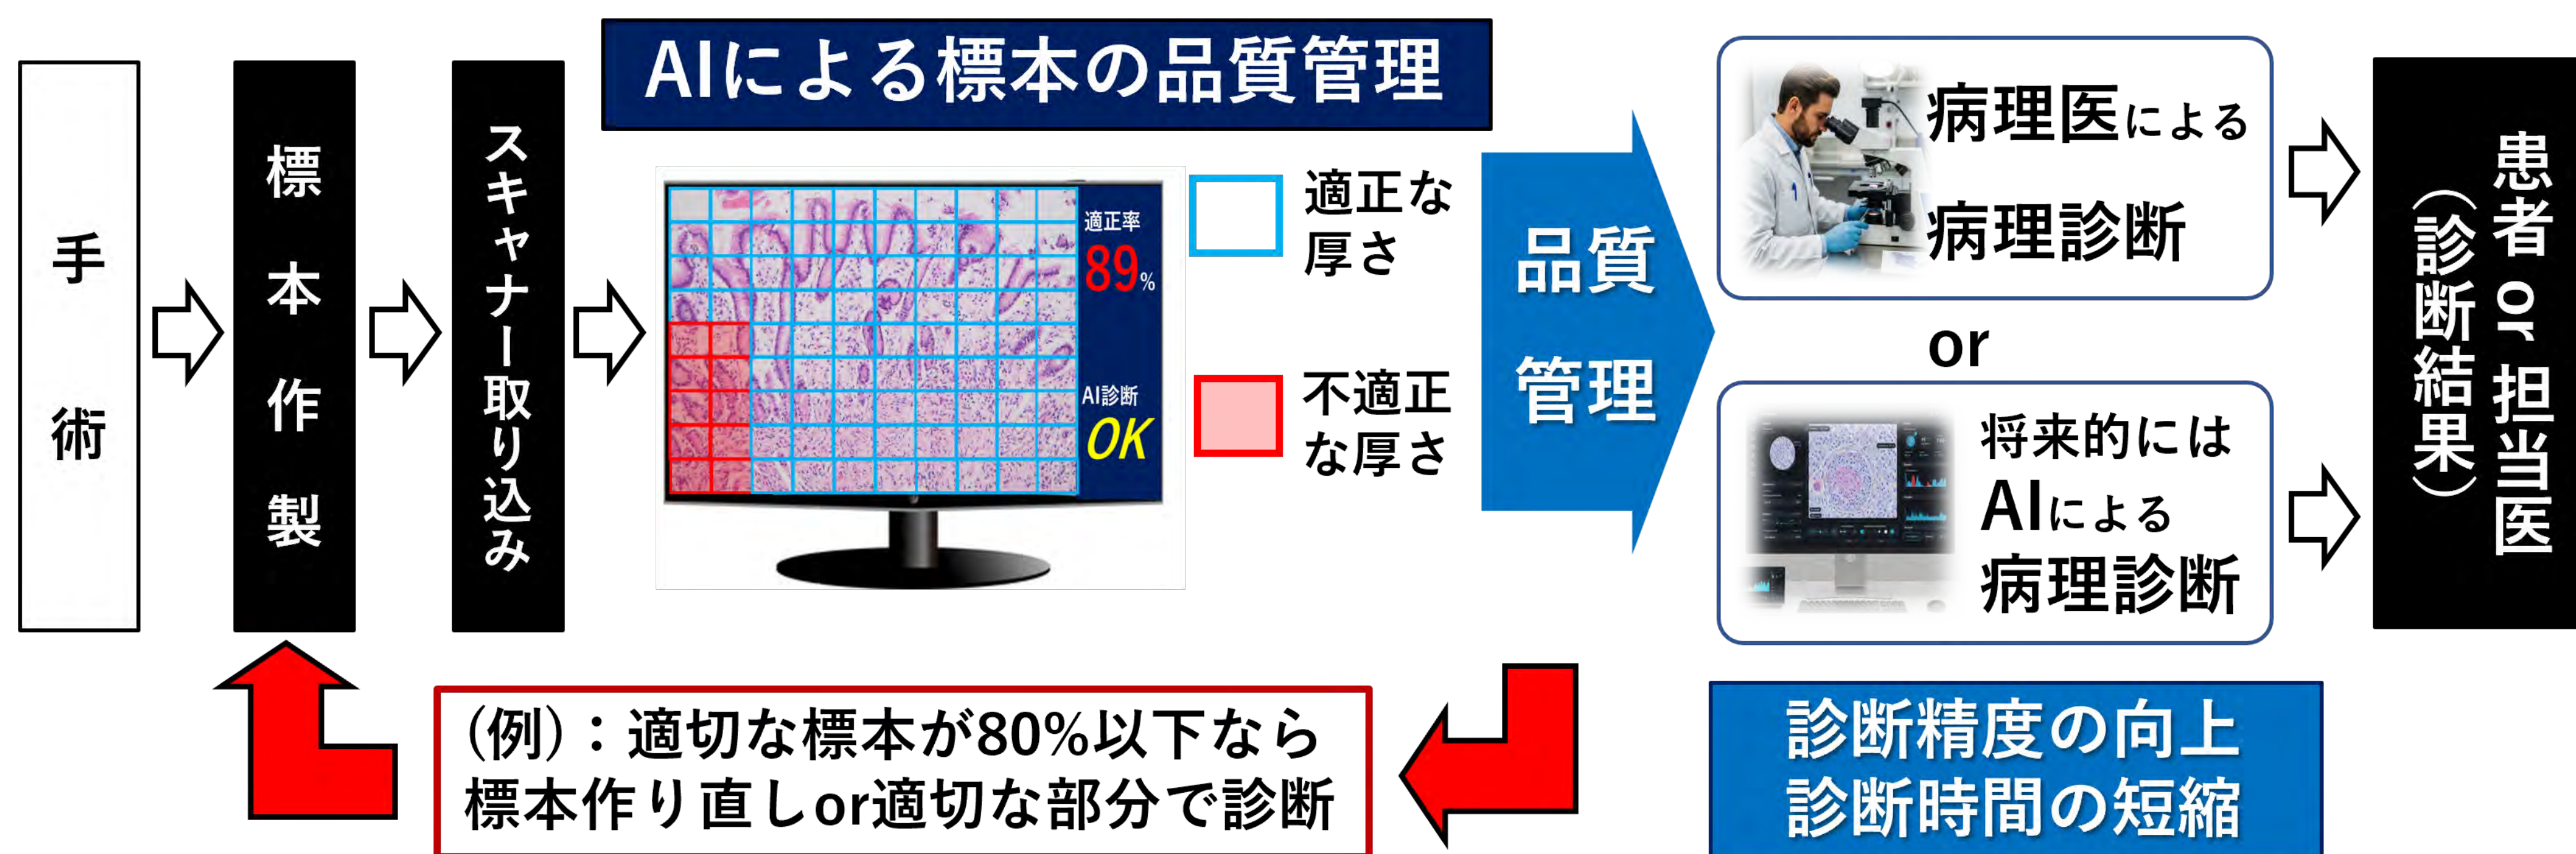 手術
標本作製
スキャナー取り込み
AIによる標本の品質管理
適正率
89%
AI診断
OK
適正な
厚さ
不適正
な厚さ
品質
管理
病理医による
病理診断
or
将来的には
AIによる
病理診断
患者 or 担当医
（診断結果）
（例）：適切な標本が80%以下なら
標本作り直しor適切な部分で診断
診断精度の向上
診断時間の短縮